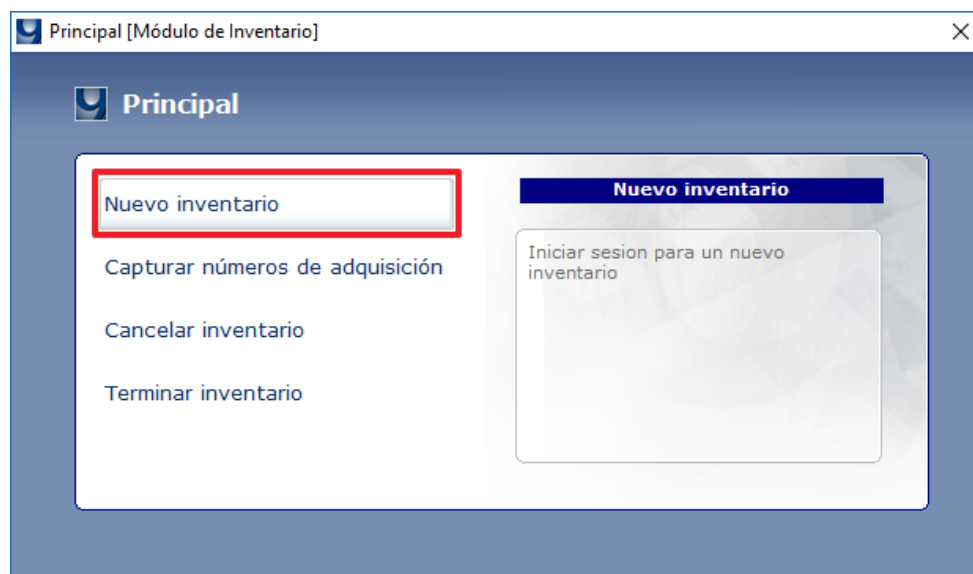 Principal [Módulo de Inventario]
Principal
Nuevo inventario
Capturar números de adquisición
Cancelar inventario
Terminar inventario
Nuevo inventario
Iniciar sesion para un nuevo
inventario